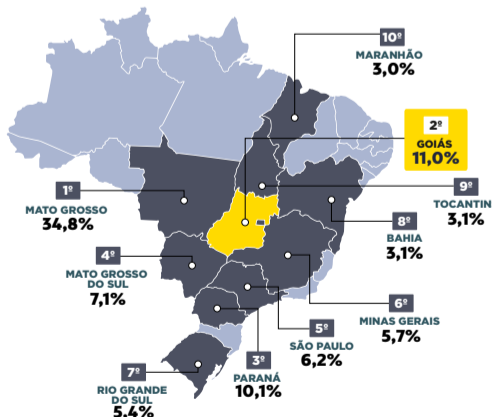 10º
MARANHÃO
3,0%
2º
GOIÁS
11,0%
1º
MATO GROSSO
34,8%
9º
TOCANTIN
3,1%
8º
BAHIA
3,1%
4º
MATO GROSSO
DO SUL
7,1%
6º
MINAS GERAIS
5,7%
5º
SÃO PAULO
6,2%
3º
PARANÁ
10,1%
7º
RIO GRANDE
DO SUL
5,4%